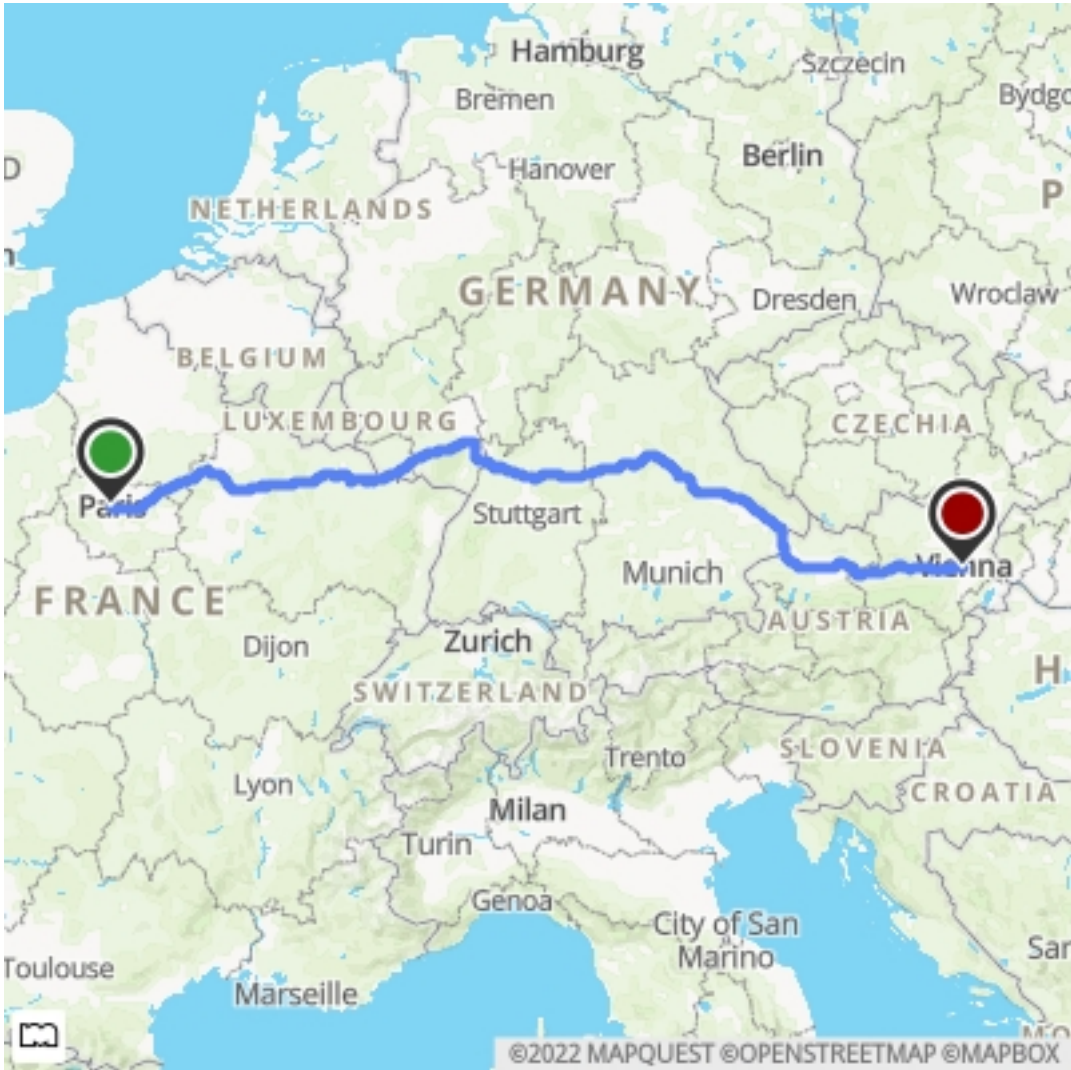 Hamburg
Szczecin
Bremen
Bydgo
Berlin
Hanover
D
NETHERLANDS
P
n
GERMANY
Dresden
Wroclaw
BELGIUM
LUXEMBOURG
CZECHIA
Paris
Stuttgart
Munich
Vienna
FRANCE
AUSTRIA
Dijon
Zurich
H
SWITZERLAND
SLOVENIA
Trento
Lyon
CROATIA
Milan
Turin
Genoa
City of San
Marino
Sar
Toulouse
Marseille
MO
©2022 MAPQUEST ©OPENSTREETMAP ©MAPBOX